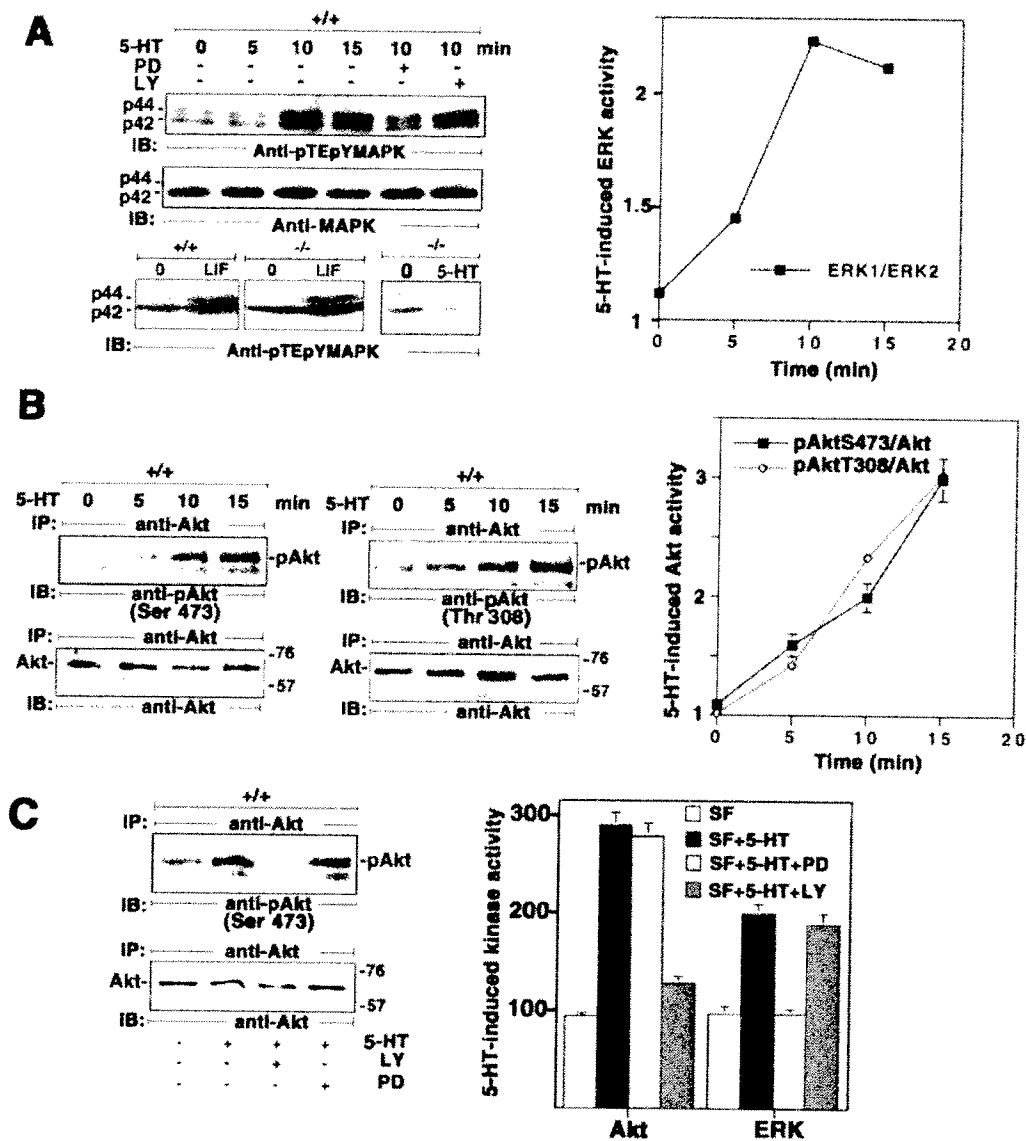 A
+/+
5-HT 0 5 10 15 10 10 min
PD - - - - + -
LY - - - - - +
p44
p42
IB: Anti-pTEpYMAPK
p44
p42
IB: Anti-MAPK
+/+ -/- -/-
0 LIF 0 LIF 0 5-HT
p44
p42
IB: Anti-pTEpYMAPK
5-HT-induced ERK activity
2
1.5
1
ERK1/ERK2
0 5 10 15 20
Time (min)
B
+/+
5-HT 0 5 10 15 min
IP: anti-Akt
-pAkt
IB: anti-pAkt
(Ser 473)
IP: anti-Akt
Akt-
-76
-57
IB: anti-Akt
+/+
5-HT 0 5 10 15 min
IP: anti-Akt
-pAkt
IB: anti-pAkt
(Thr 308)
IP: anti-Akt
Akt-
-76
-57
IB: anti-Akt
5-HT-induced Akt activity
pAktS473/Akt
pAktT308/Akt
3
2
1
0 5 10 15 20
Time (min)
C
+/+
IP: anti-Akt
-pAkt
IB: anti-pAkt
(Ser 473)
IP: anti-Akt
Akt-
-76
-57
IB: anti-Akt
- + + + 5-HT
- - + - LY
- - - + PD
5-HT-induced kinase activity
300
200
100
SF
SF+5-HT
SF+5-HT+PD
SF+5-HT+LY
Akt ERK